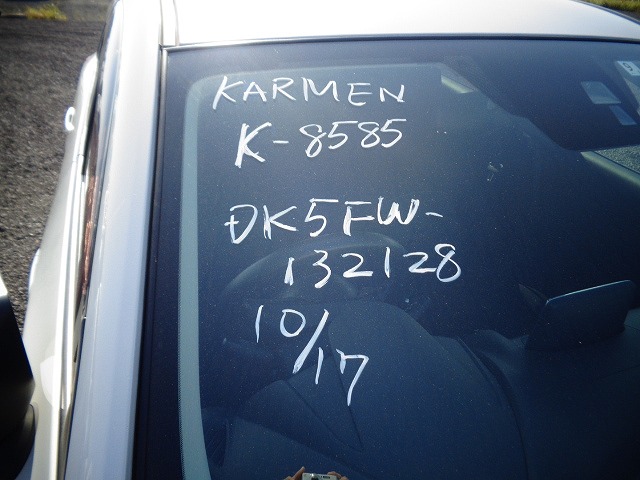 KARMEN
K-8585
DK5FW-
132128
10/17